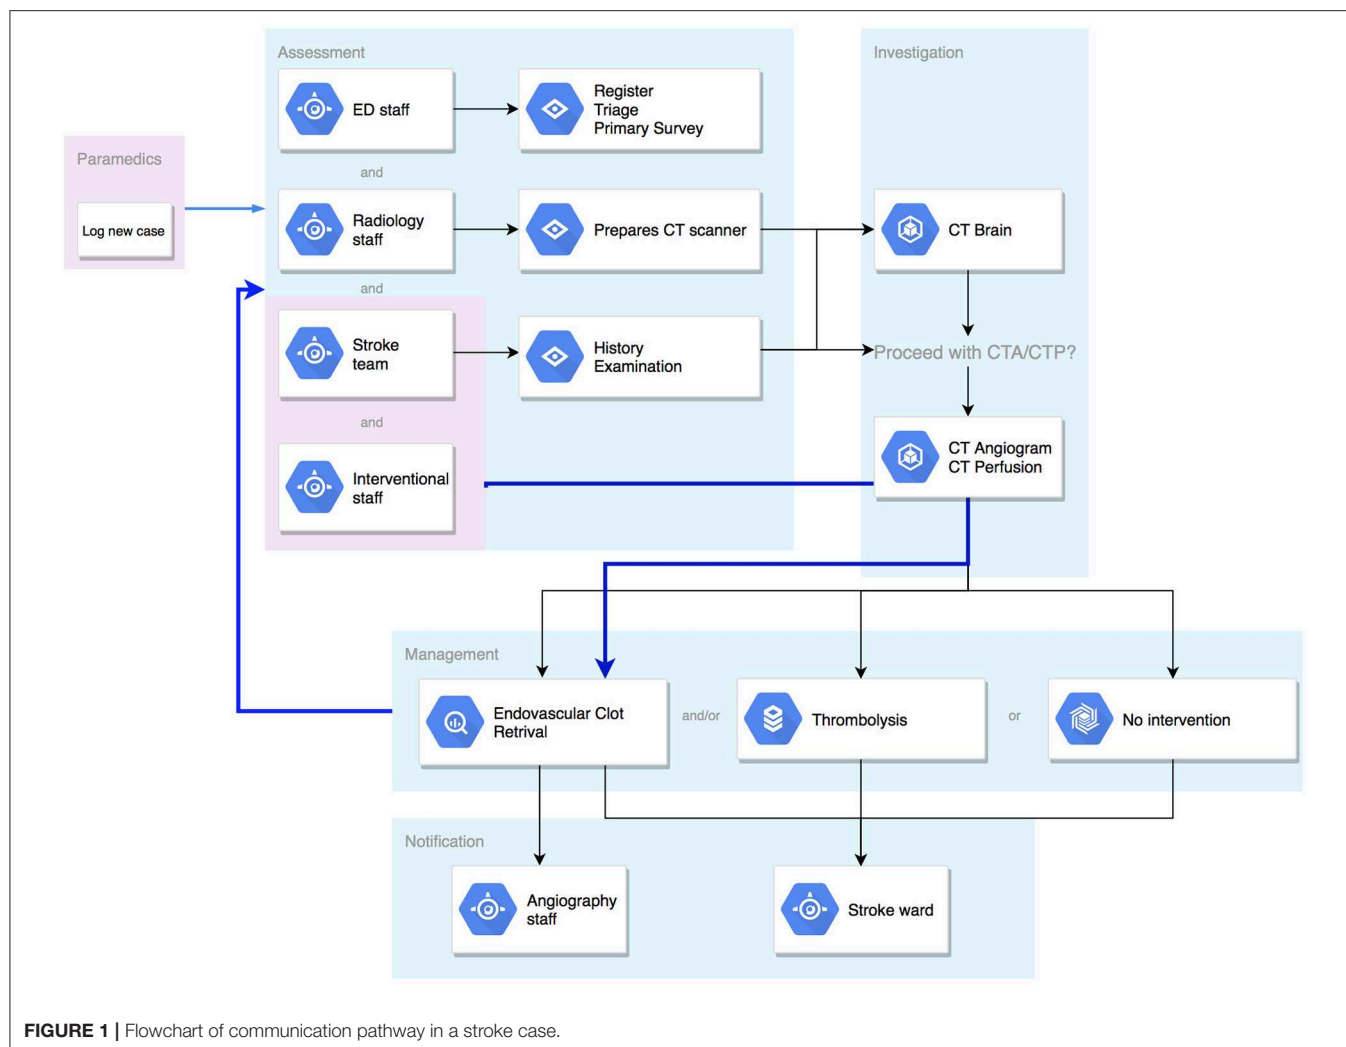 Assessment
ED staff
Register
Triage
Primary Survey
and
Paramedics
Log new case
Radiology
staff
Prepares CT scanner
and
Stroke
team
History
Examination
and
Interventional
staff
Investigation
CT Brain
Proceed with CTA/CTP?
CT Angiogram
CT Perfusion
Management
Endovascular Clot
Retrival
and/or
Thrombolysis
or
No intervention
Notification
Angiography
staff
Stroke ward
FIGURE 1 | Flowchart of communication pathway in a stroke case.